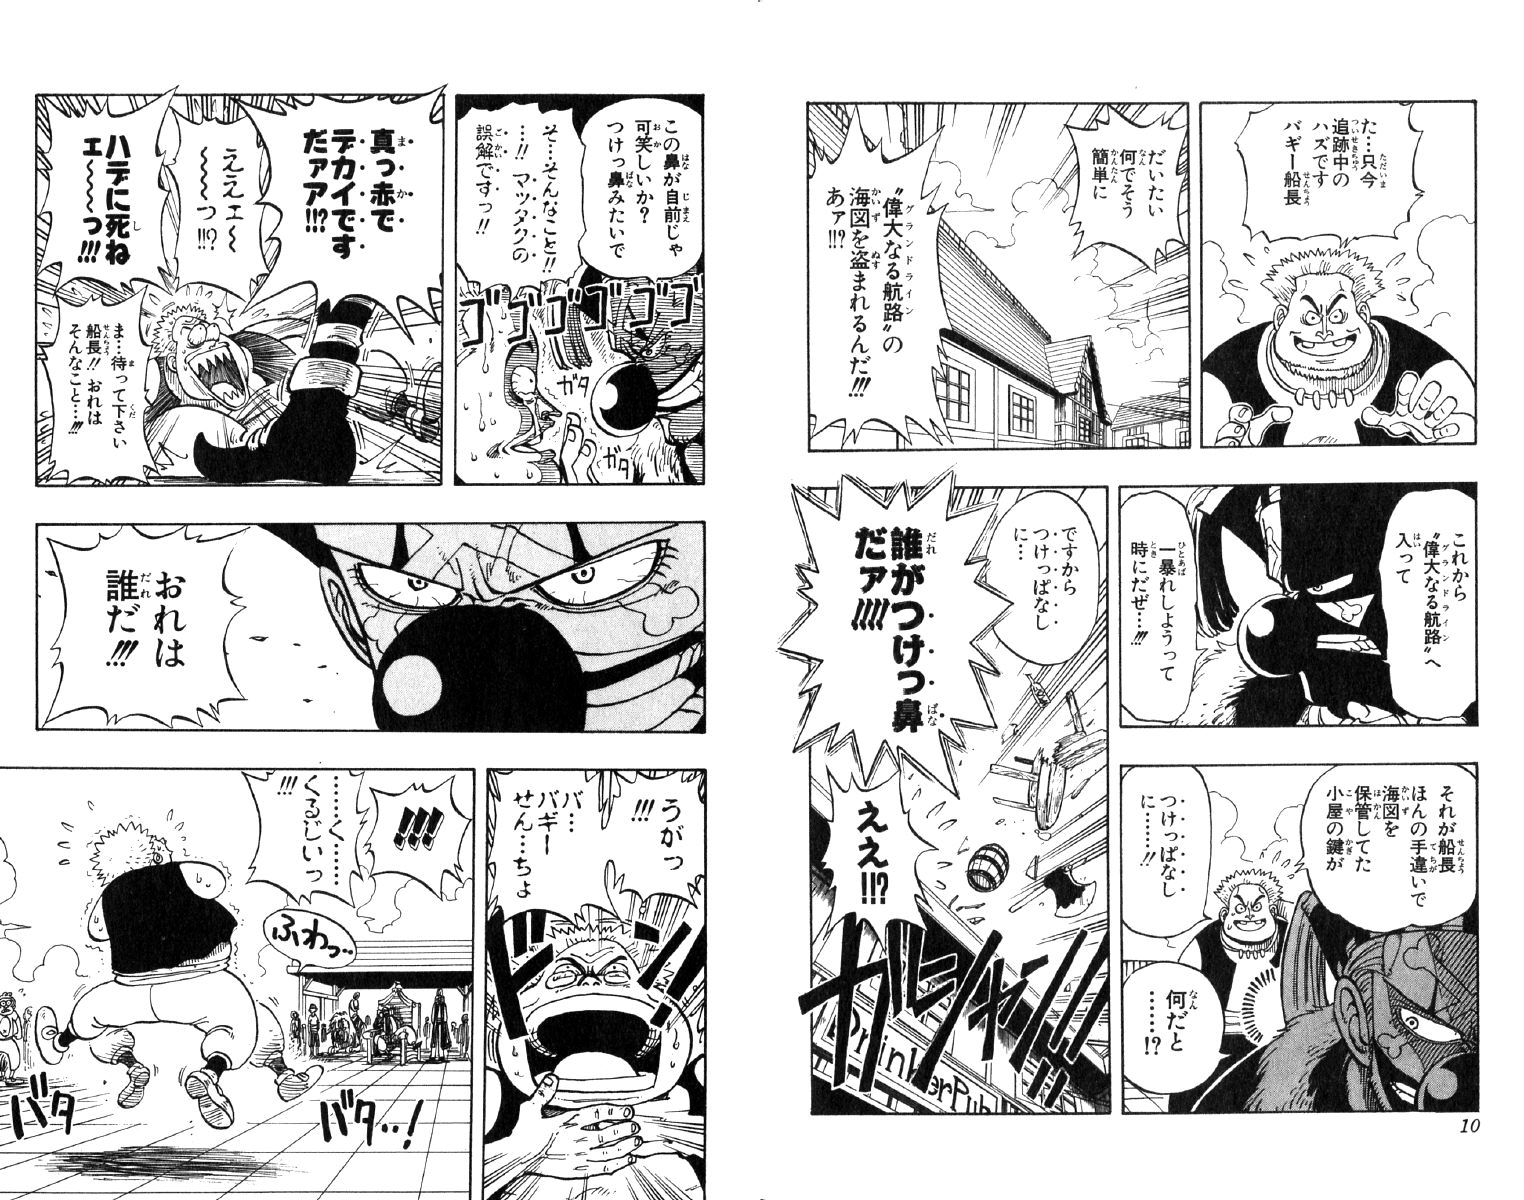 た…只今
追跡中の
ハズです
バギー船長
だいたい
何でそう
簡単に
“偉大なる航路”の
海図を盗まれるんだ!!!
あァ!!?
これから
“偉大なる航路”へ
入って
一暴れしようって
時にだぜ…!!!
ですから
つけっぱなし
に…
誰がつけっ鼻
だァ!!!!
それが船長
ほんの手違いで
海図を
保管してた
小屋の鍵が
つけっぱなし
に……!!
何だと
……!?
ええ!!!?
ガルシャア!!!
Drinker Pub
10
この鼻が自前じゃ
可笑しいか?
つけっ鼻みたいで
そ…そんなこと!!
…!! マッタクの
誤解ですっ!!
ゴゴゴゴゴゴ
ガタ
ガタ
真っ赤で
デカイです
だァア!!!?
ええェ〜
〜〜〜っ!!?
ハデに死ね
ェ〜〜〜っ!!!
ま…待って下さい
船長!! おれは
そんなこと…!!!
おれは
誰だ!!!
うがっ
!!!
バ…
バギー
せん…ちょ
ドン!!
!!!
……く……
くるじいっ
!!!
ふわっ…
バタ
バタ…!